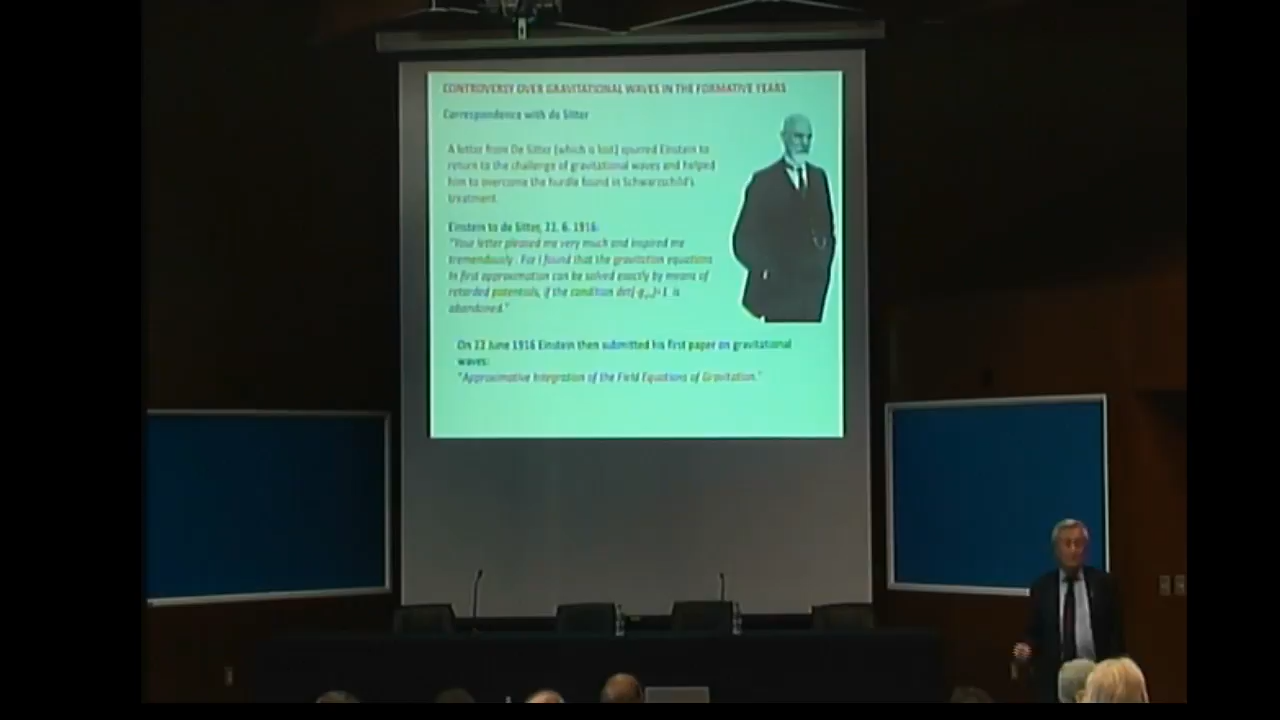 CONTROVERSY OVER GRAVITATIONAL WAVES IN THE FORMATIVE YEARS
Correspondence with de Sitter
A letter from De Sitter (which is lost) spurred Einstein to
return to the challenge of gravitational waves and helped
him to overcome the hurdle found in Schwarzschild's
treatment.
Einstein to de Sitter, 22. 6. 1916:
"Your letter pleased me very much and inspired me
tremendously. For I found that the gravitation equations
in first approximation can be solved exactly by means of
retarded potentials, if the condition det(-gμν)=1 is
abandoned."
On 22 June 1916 Einstein then submitted his first paper on gravitational
waves:
"Approximative Integration of the Field Equations of Gravitation."